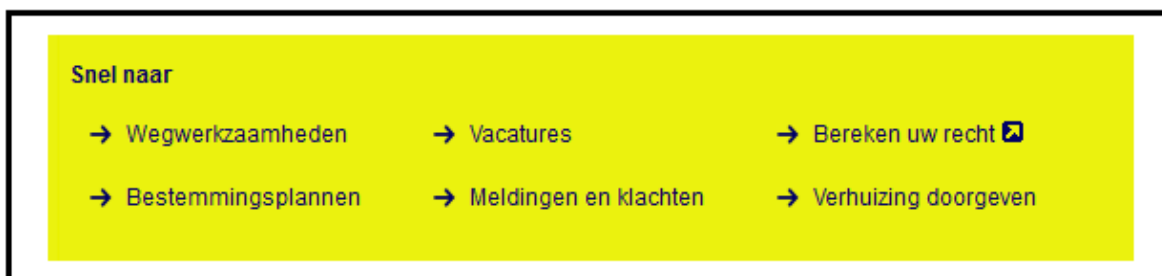 Snel naar
→ Wegwerkzaamheden → Vacatures → Bereken uw recht
→ Bestemmingsplannen → Meldingen en klachten → Verhuizing doorgeven